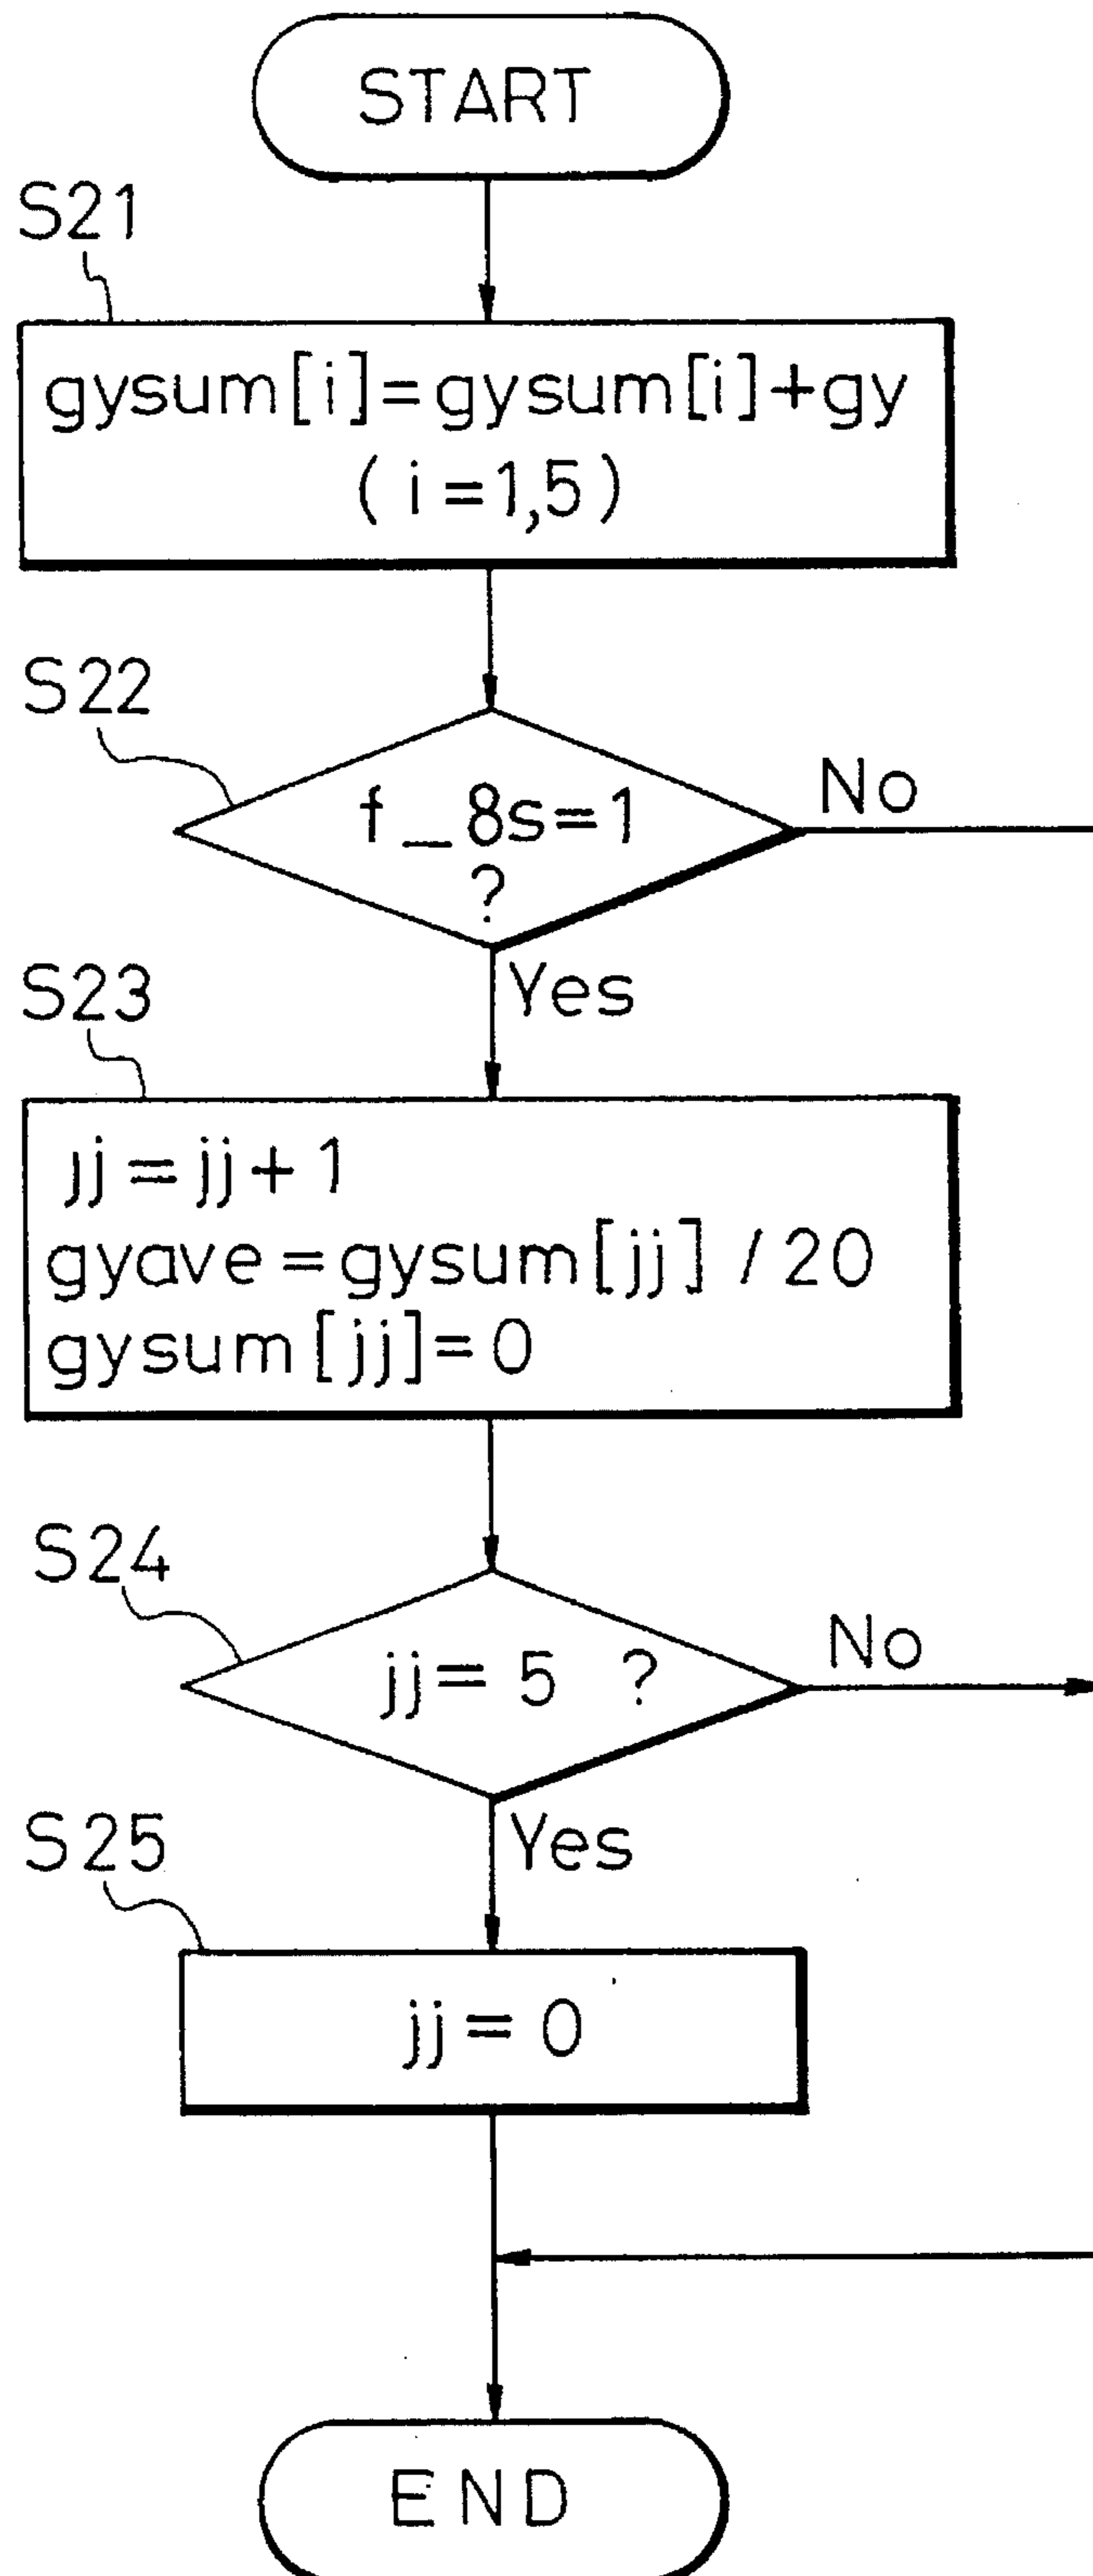 START
S21
gysum[i]=gysum[i]+gy
(i=1,5)
S22
f_8s=1
?
No
Yes
S23
jj=jj+1
gyave=gysum[jj]/20
gysum[jj]=0
S24
jj=5 ?
No
Yes
S25
jj=0
END